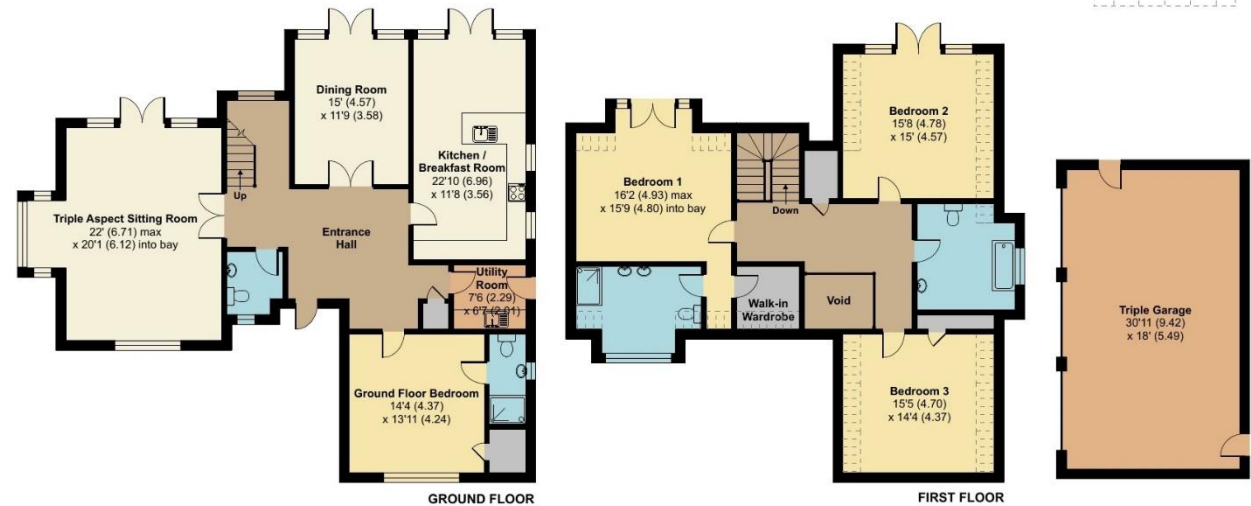 Dining Room
15' (4.57)
x 11'9 (3.58)
Kitchen /
Breakfast Room
22'10 (6.96)
x 11'8 (3.56)
Up
Triple Aspect Sitting Room
22' (6.71) max
x 20'1 (6.12) into bay
Entrance
Hall
Utility
Room
7'6 (2.29)
x 6'7 (2.01)
Ground Floor Bedroom
14'4 (4.37)
x 13'11 (4.24)
GROUND FLOOR
Bedroom 2
15'8 (4.78)
x 15' (4.57)
Bedroom 1
16'2 (4.93) max
x 15'9 (4.80) into bay
Down
Walk-in
Wardrobe
Void
Bedroom 3
15'5 (4.70)
x 14'4 (4.37)
FIRST FLOOR
Triple Garage
30'11 (9.42)
x 18' (5.49)